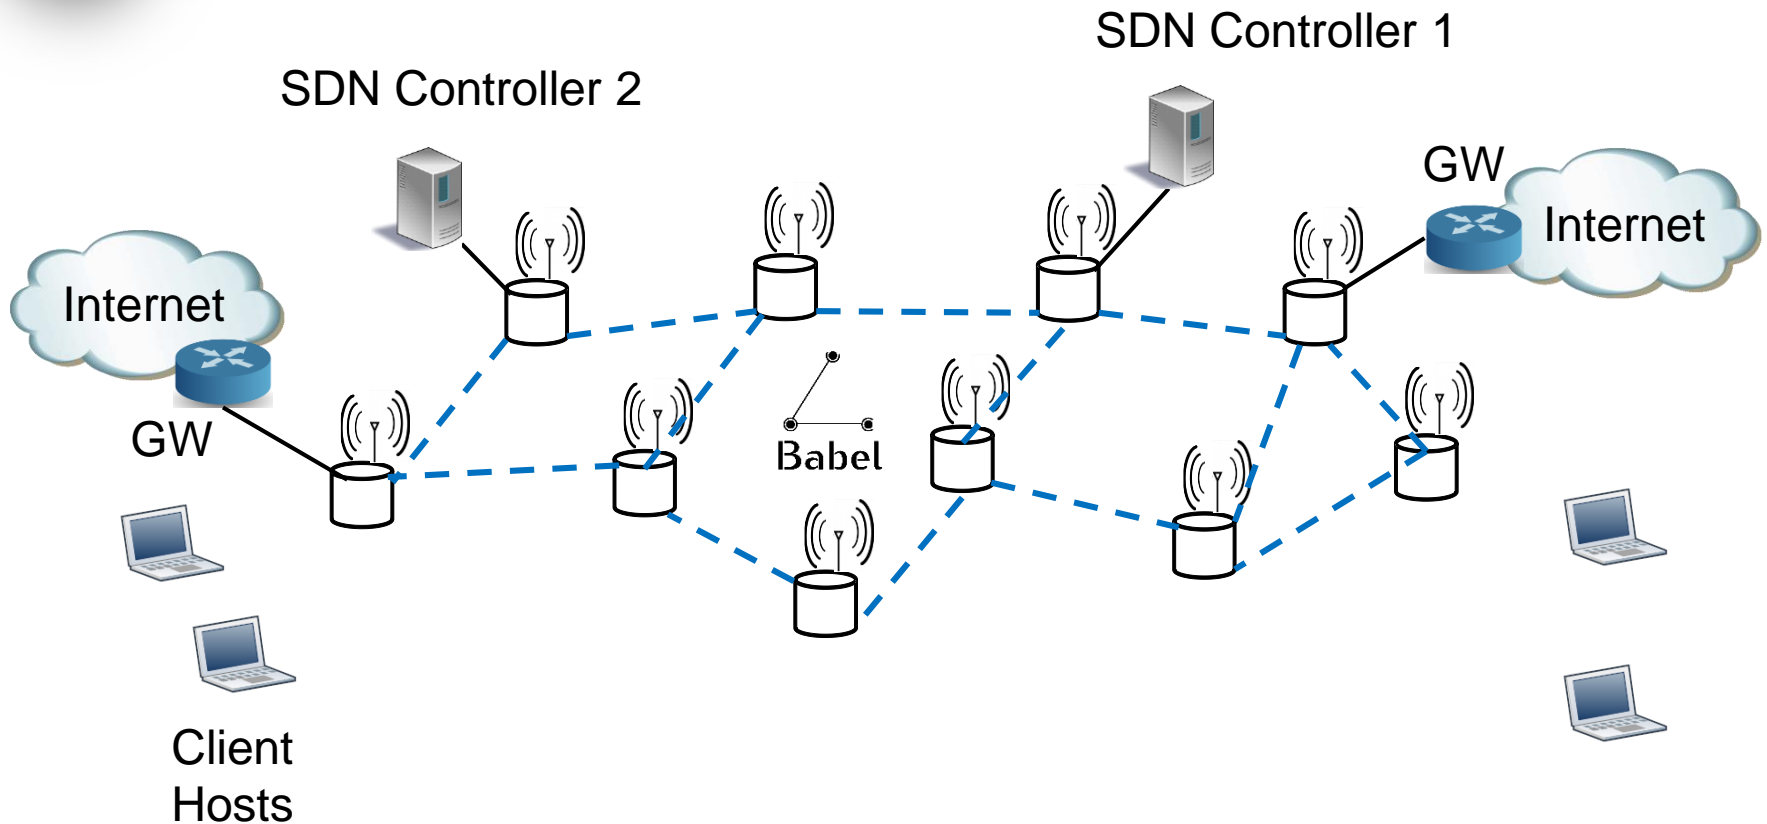 SDN Controller 1
SDN Controller 2
GW
Internet
Internet
GW
Babel
Client
Hosts